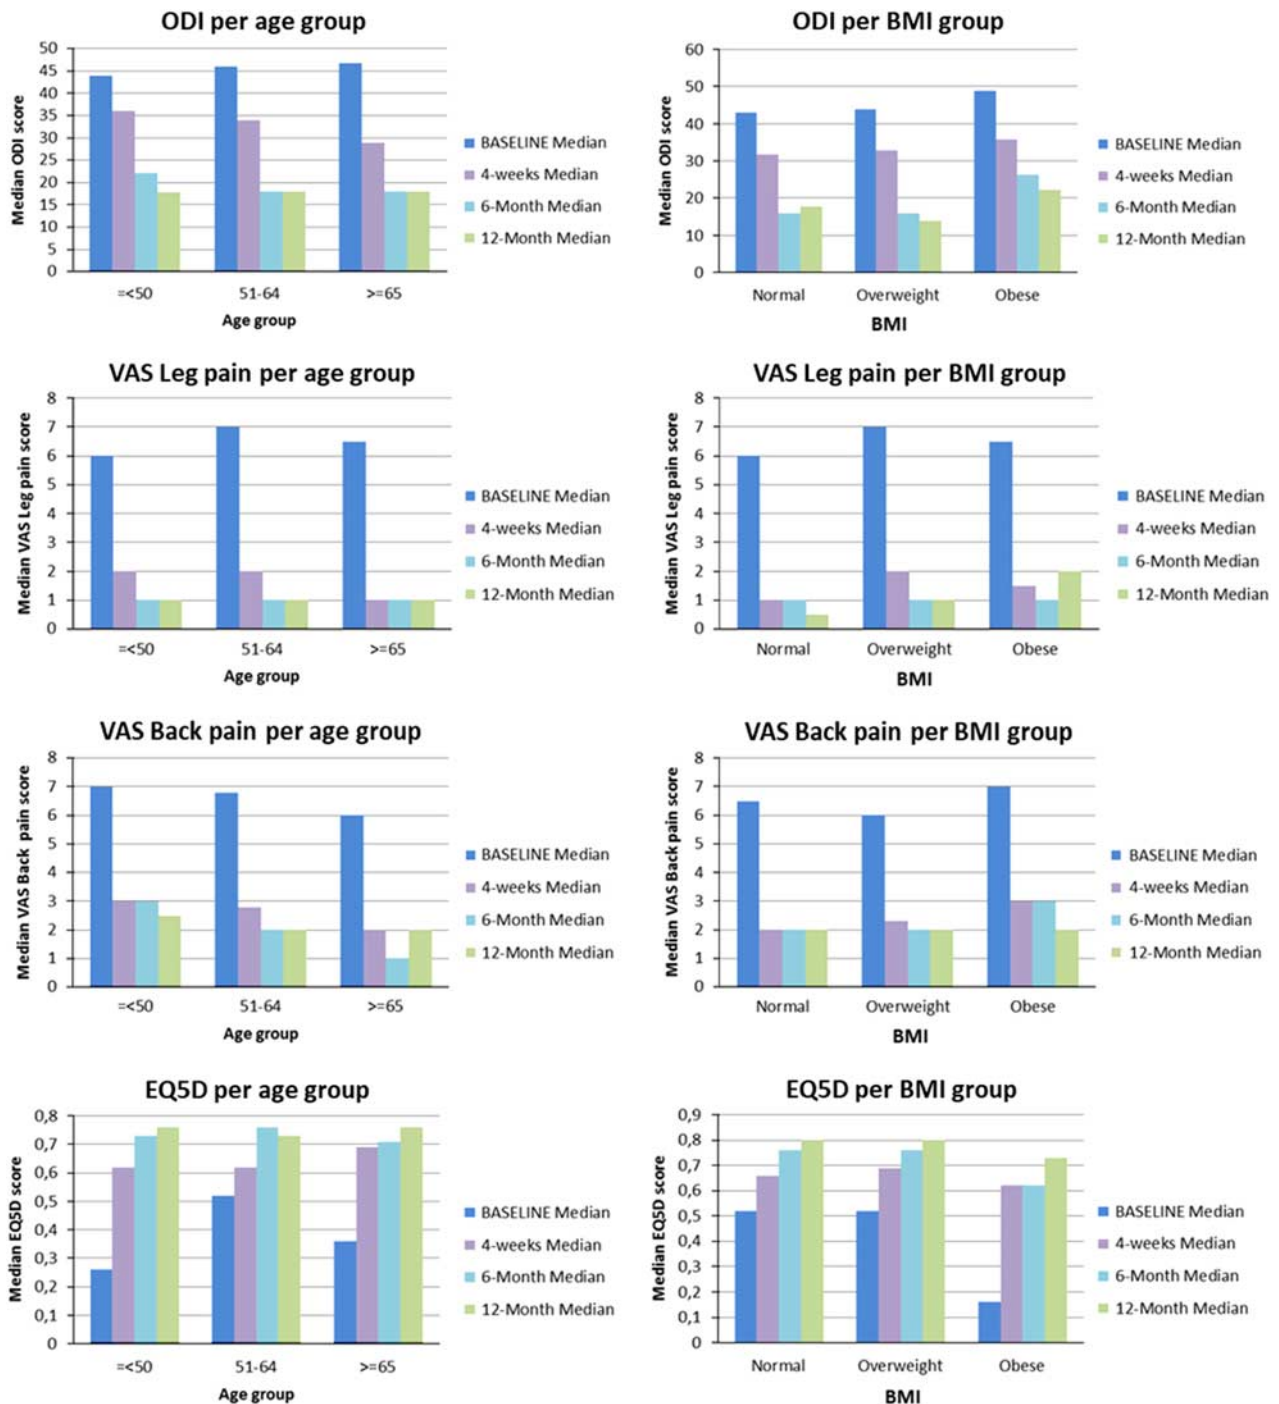 ODI per age group
Median ODI score
50
45
40
35
30
25
20
15
10
5
0
=<50 51-64 >=65
Age group
BASELINE Median
4-weeks Median
6-Month Median
12-Month Median
ODI per BMI group
Median ODI score
60
50
40
30
20
10
0
Normal Overweight Obese
BMI
BASELINE Median
4-weeks Median
6-Month Median
12-Month Median
VAS Leg pain per age group
Median VAS Leg pain score
8
7
6
5
4
3
2
1
0
=<50 51-64 >=65
Age group
BASELINE Median
4-weeks Median
6-Month Median
12-Month Median
VAS Leg pain per BMI group
Median VAS Leg pain score
8
7
6
5
4
3
2
1
0
Normal Overweight Obese
BMI
BASELINE Median
4-weeks Median
6-Month Median
12-Month Median
VAS Back pain per age group
Median VAS Back pain score
8
7
6
5
4
3
2
1
0
=<50 51-64 >=65
Age group
BASELINE Median
4-weeks Median
6-Month Median
12-Month Median
VAS Back pain per BMI group
Median VAS Back pain score
8
7
6
5
4
3
2
1
0
Normal Overweight Obese
BMI
BASELINE Median
4-weeks Median
6-Month Median
12-Month Median
EQ5D per age group
Median EQ5D score
0,8
0,7
0,6
0,5
0,4
0,3
0,2
0,1
0
=<50 51-64 >=65
Age group
BASELINE Median
4-weeks Median
6-Month Median
12-Month Median
EQ5D per BMI group
Median EQ5D score
0,9
0,8
0,7
0,6
0,5
0,4
0,3
0,2
0,1
0
Normal Overweight Obese
BMI
BASELINE Median
4-weeks Median
6-Month Median
12-Month Median